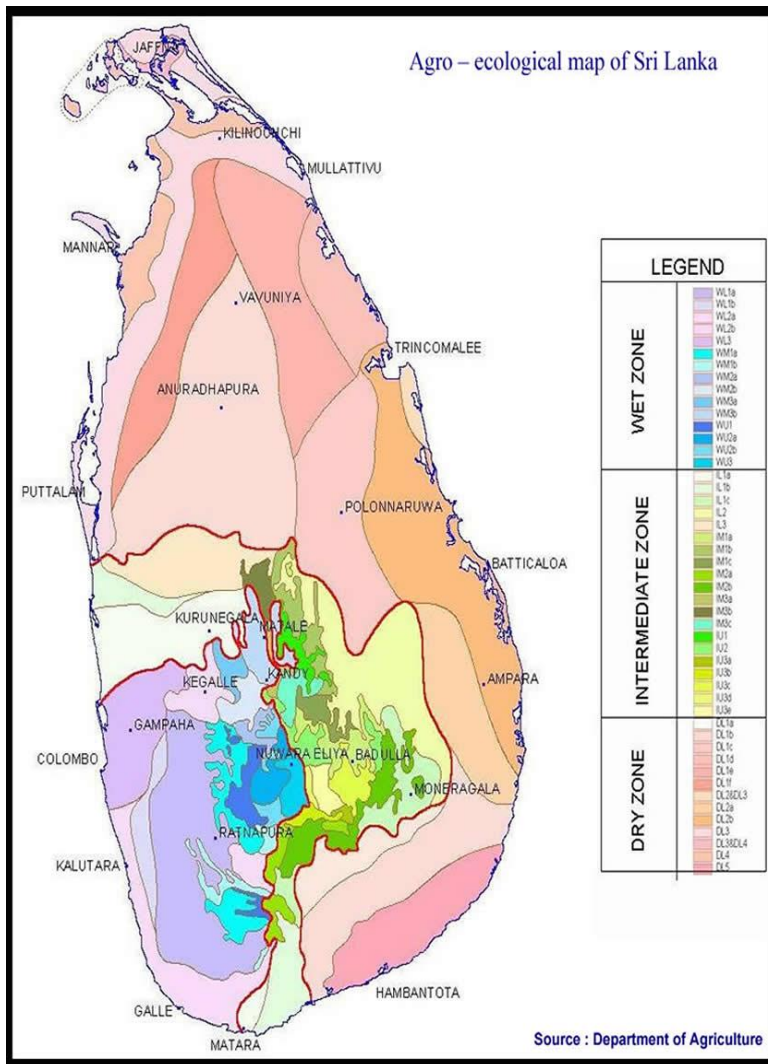 Agro – ecological map of Sri Lanka
JAFFNA
KILINOCHCHI
MULLATTIVU
MANNAR
VAVUNIYA
TRINCOMALEE
ANURADHAPURA
PUTTALAM
POLONNARUWA
BATTICALOA
KURUNEGALA
MATALE
KANDY
KEGALLE
AMPARA
GAMPAHA
COLOMBO
NUWARA ELIYA
BADULLA
MONERAGALA
RATNAPURA
KALUTARA
HAMBANTOTA
GALLE
MATARA
LEGEND
WET ZONE
WL1a
WL1b
WL2a
WL2b
WL3
WM1a
WM1b
WM2a
WM2b
WM3a
WM3b
WU1
WU2a
WU2b
WU3
INTERMEDIATE ZONE
IL1a
IL1b
IL1c
IL2
IL3
IM1a
IM1b
IM1c
IM2a
IM2b
IM3a
IM3b
IM3c
IU1
IU2
IU3a
IU3b
IU3c
IU3d
IU3e
DRY ZONE
DL1a
DL1b
DL1c
DL1d
DL1e
DL1f
DL2a
DL2b
DL3
DL3&DL4
DL4
DL5
Source : Department of Agriculture